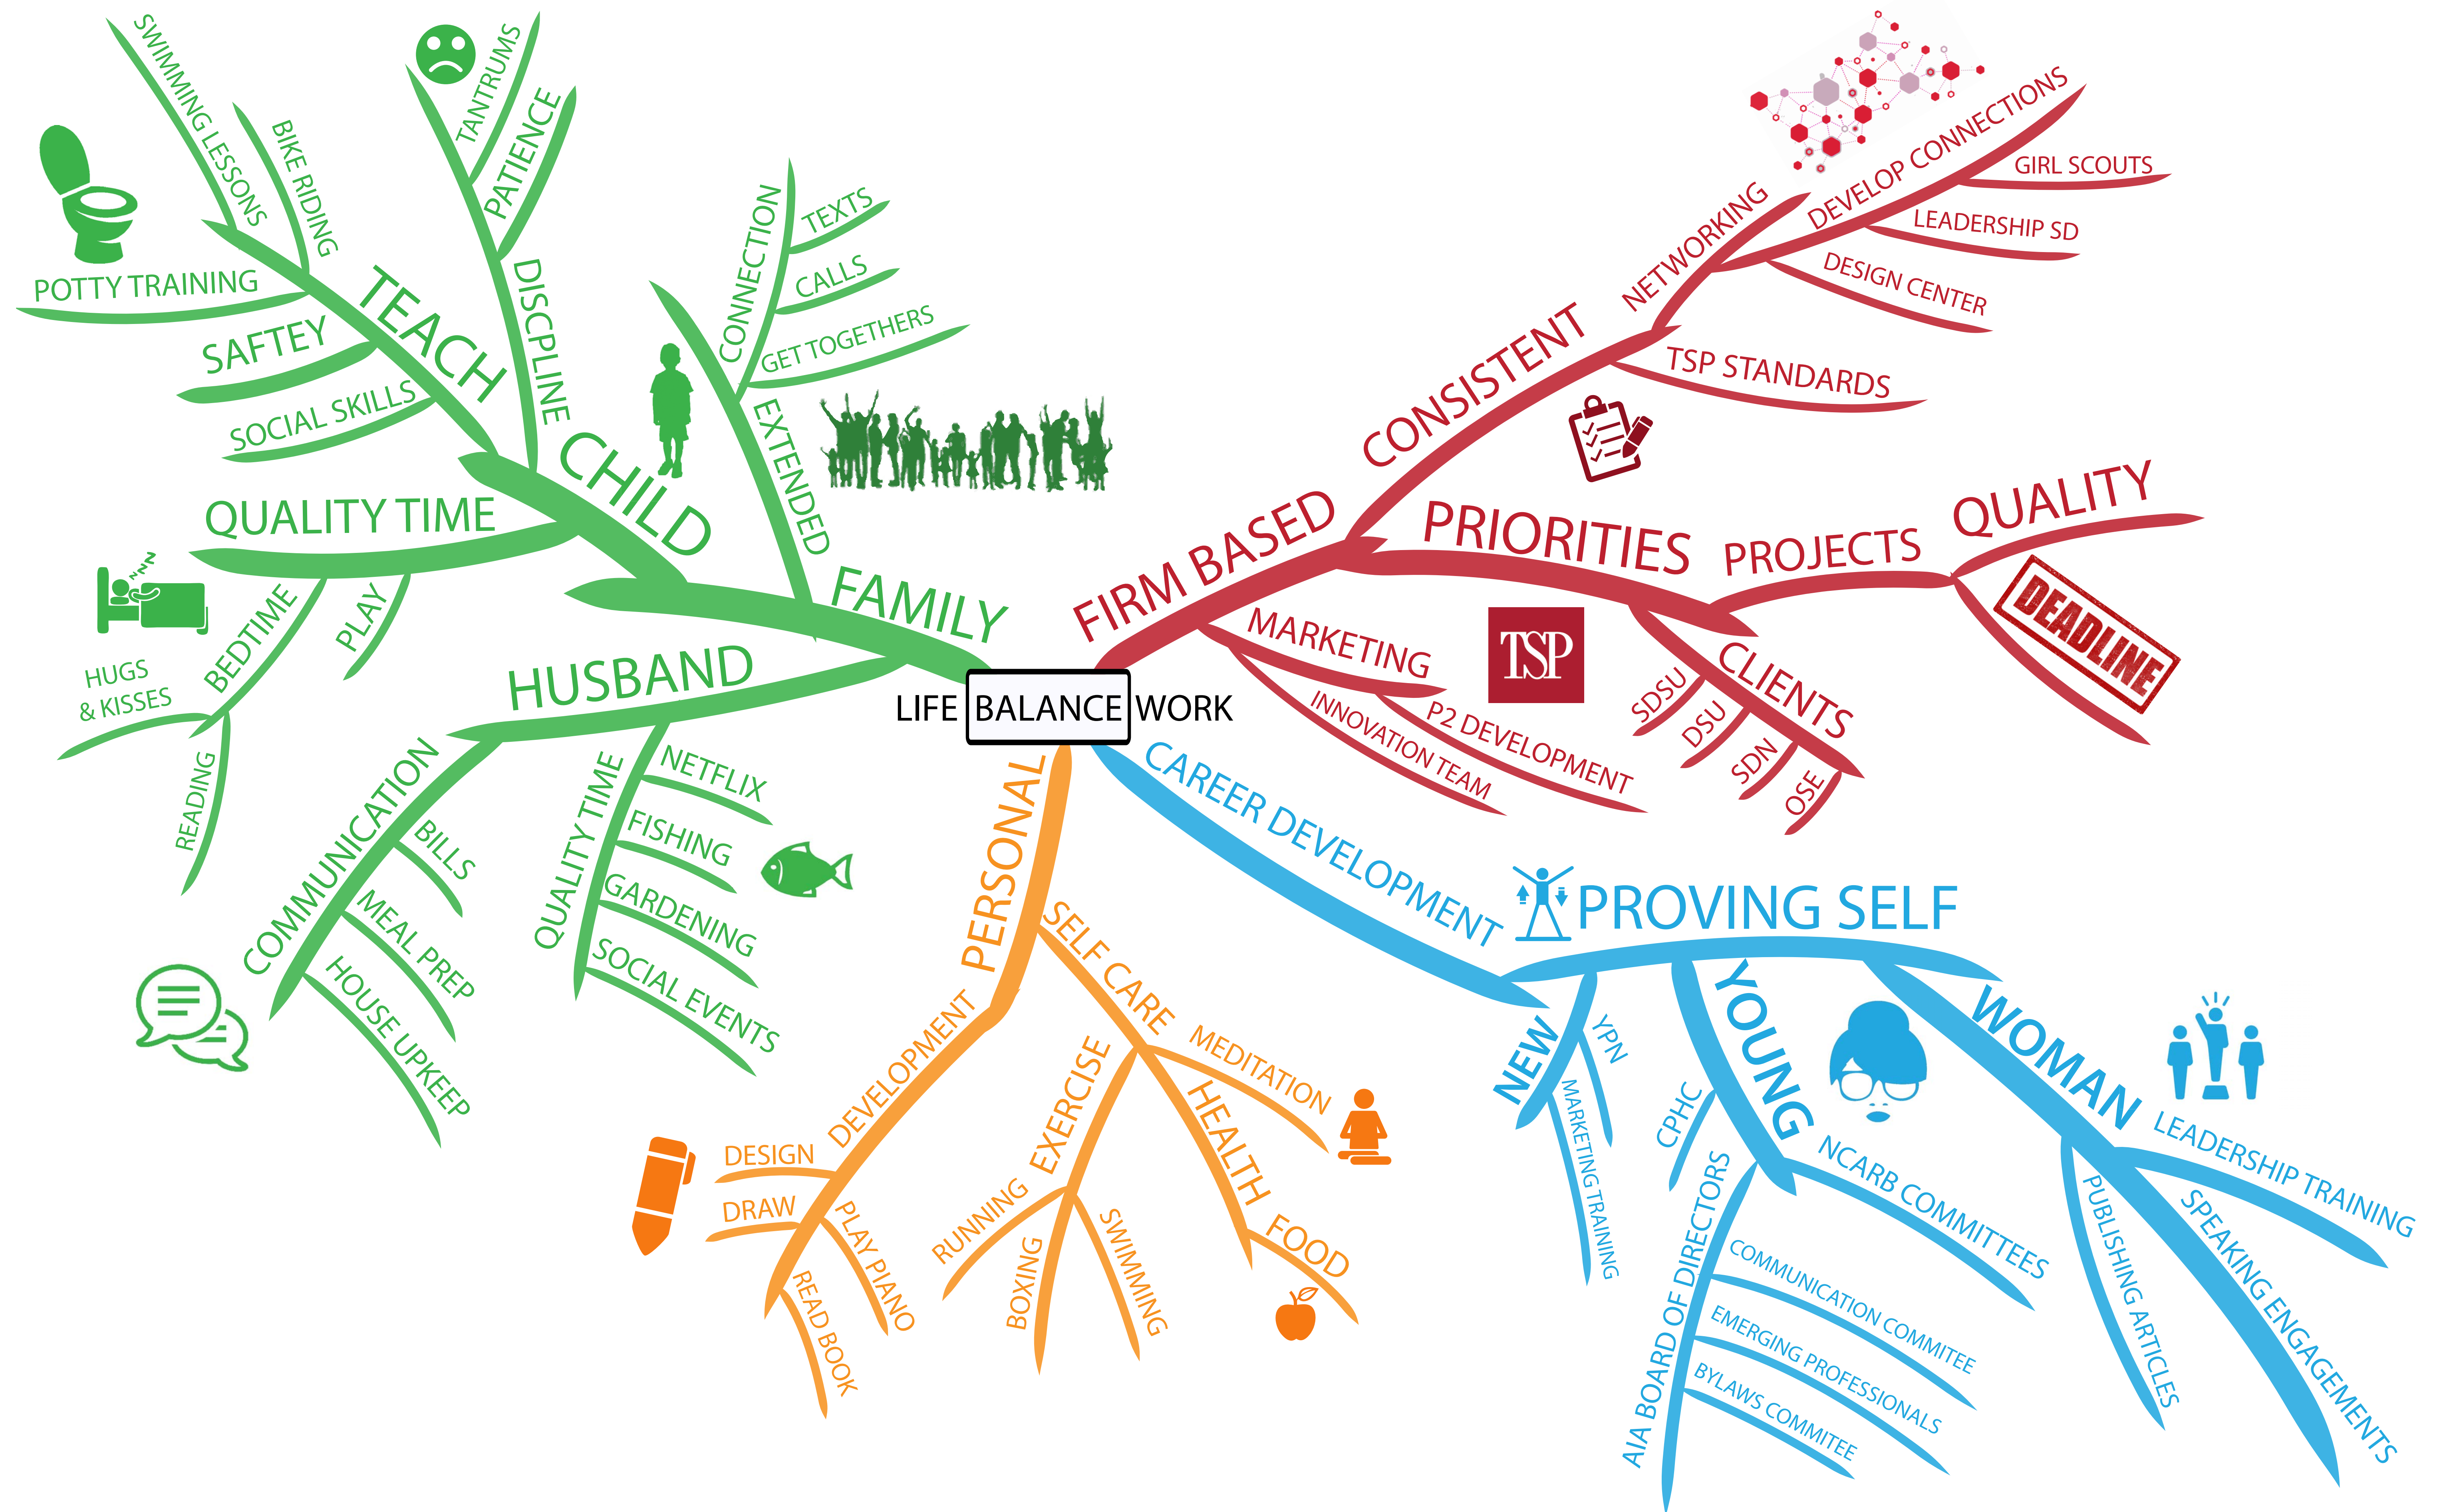 LIFE BALANCE WORK
FAMILY
CHILD
TEACH
SWIMMING LESSONS
BIKE RIDING
POTTY TRAINING
SAFTEY
SOCIAL SKILLS
DISCPLINE
TANTRUMS
PATIENCE
QUALITY TIME
BEDTIME
HUGS
& KISSES
READING
PLAY
EXTENDED
CONNECTION
TEXTS
CALLS
GET TOGETHERS
HUSBAND
COMMUNICATION
BILLS
MEAL PREP
HOUSE UPKEEP
QUALITY TIME
NETFLIX
FISHING
GARDENING
SOCIAL EVENTS
PERSONAL
DEVELOPMENT
DESIGN
DRAW
PLAY PIANO
READ BOOK
SELF CARE
MEDITATION
EXERCISE
RUNNING
BOXING
SWIMMING
HEALTH
FOOD
FIRM BASED
CONSISTENT
NETWORKING
DEVELOP CONNECTIONS
GIRL SCOUTS
LEADERSHIP SD
DESIGN CENTER
TSP STANDARDS
PRIORITIES
PROJECTS
QUALITY
DEADLINE
CLIENTS
SDSU
DSU
SDN
OSE
TSP
MARKETING
P2 DEVELOPMENT
INNOVATION TEAM
CAREER DEVELOPMENT
PROVING SELF
NEW
YPN
MARKETING TRAINING
YOUNG
CPHC
NCARB COMMITTEES
AIA BOARD OF DIRECTORS
COMMUNICATION COMMITEE
EMERGING PROFESSIONALS
BYLAWS COMMITEE
WOMAN
LEADERSHIP TRAINING
SPEAKING ENGAGEMENTS
PUBLISHING ARTICLES
zzzz